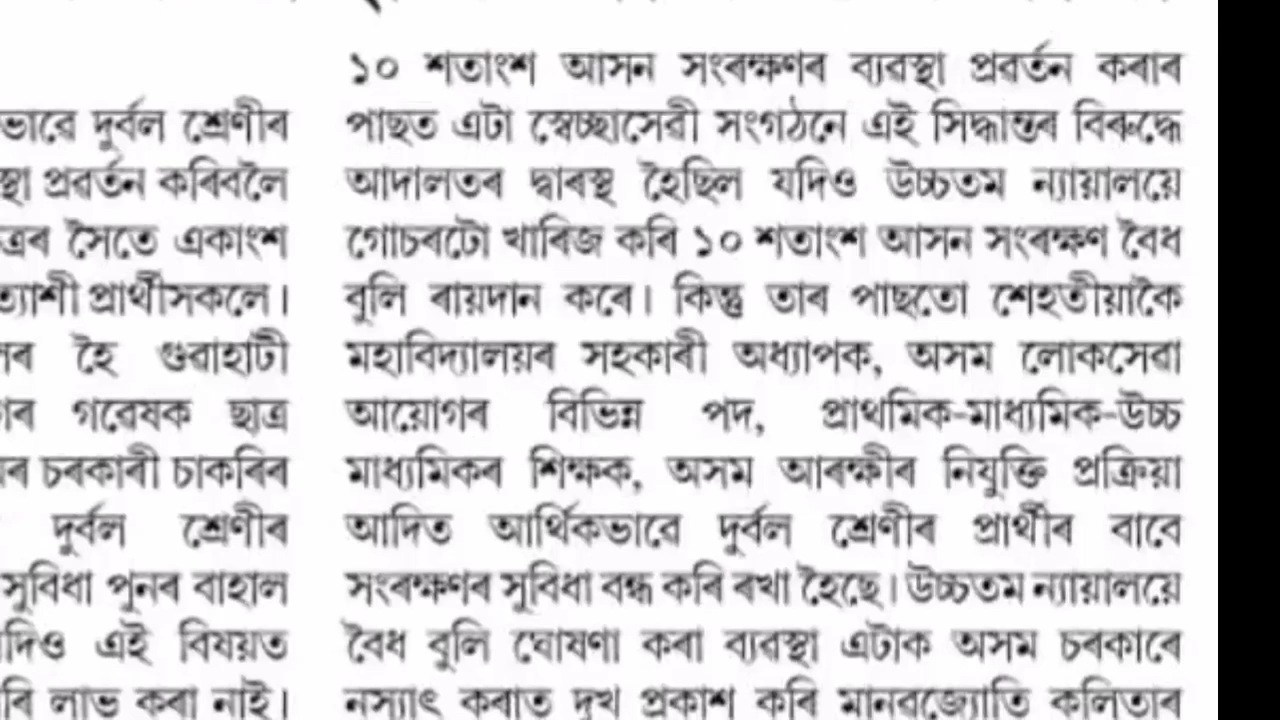 ভাৱে দুৰ্বল শ্ৰেণীৰ
স্থা প্ৰৱৰ্তন কৰিবলৈ
ত্ৰৰ সৈতে একাংশ
ত্যাশী প্ৰাৰ্থীসকলে।
হৈ গুৱাহাটী
গৱেষক ছাত্ৰ
চৰকাৰী চাকৰিৰ
দুৰ্বল শ্ৰেণীৰ
সুবিধা পুনৰ বাহাল
এই বিষয়ত
লাভ কৰা নাই।
১০ শতাংশ আসন সংৰক্ষণৰ ব্যৱস্থা প্ৰৱৰ্তন কৰাৰ
পাছত এটা স্বেচ্ছাসেৱী সংগঠনে এই সিদ্ধান্তৰ বিৰুদ্ধে
আদালতৰ দ্বাৰস্থ হৈছিল যদিও উচ্চতম ন্যায়ালয়ে
গোচৰটো খাৰিজ কৰি ১০ শতাংশ আসন সংৰক্ষণ বৈধ
বুলি ৰায়দান কৰে। কিন্তু তাৰ পাছতো শেহতীয়াকৈ
মহাবিদ্যালয়ৰ সহকাৰী অধ্যাপক, অসম লোকসেৱা
আয়োগৰ বিভিন্ন পদ, প্ৰাথমিক-মাধ্যমিক-উচ্চ
মাধ্যমিকৰ শিক্ষক, অসম আৰক্ষীৰ নিযুক্তি প্ৰক্ৰিয়া
আদিত আৰ্থিকভাৱে দুৰ্বল শ্ৰেণীৰ প্ৰাৰ্থীৰ বাবে
সংৰক্ষণৰ সুবিধা বন্ধ কৰি ৰখা হৈছে। উচ্চতম ন্যায়ালয়ে
বৈধ বুলি ঘোষণা কৰা ব্যৱস্থা এটাক অসম চৰকাৰে
নস্যাৎ কৰাত দুখ প্ৰকাশ কৰি মানৱজ্যোতি কলিতাৰ